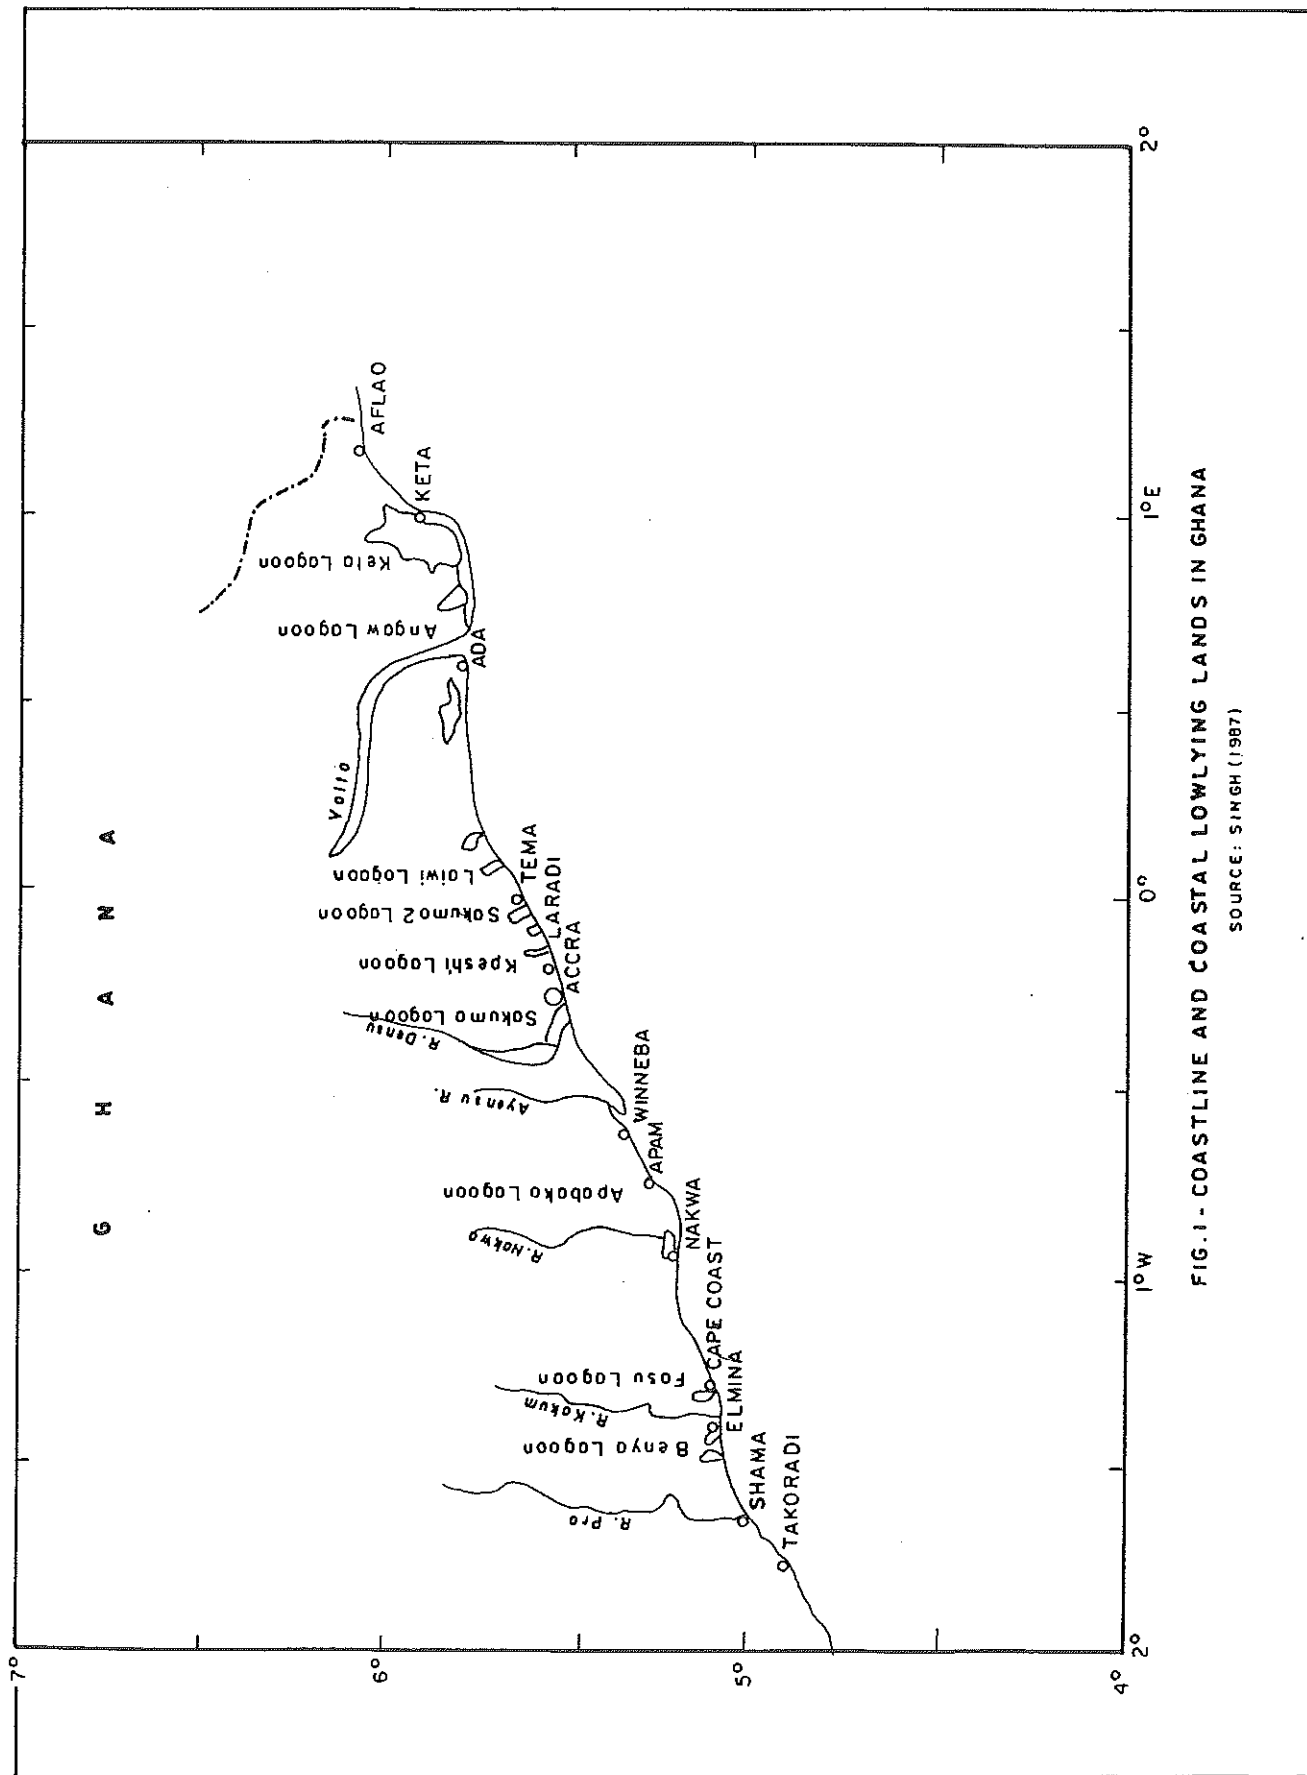 G H A N A
7°
6°
5°
4°
2°
1°W
0°
1°E
2°
R. Pra
Benya Lagoon
R. Kakum
Fosu Lagoon
R. Nakwa
Apabaka Lagoon
Ayensu R.
R. Densu
Sakumo Lagoon
Kpeshi Lagoon
Sakumo2 Lagoon
Laiwi Lagoon
Volta
Angaw Lagoon
Keta Lagoon
TAKORADI
SHAMA
ELMINA
CAPE COAST
NAKWA
APAM
WINNEBA
ACCRA
LARADI
TEMA
ADA
KETA
AFLAO
FIG.1- COASTLINE AND COASTAL LOWLYING LANDS IN GHANA
SOURCE: SINGH (1987)